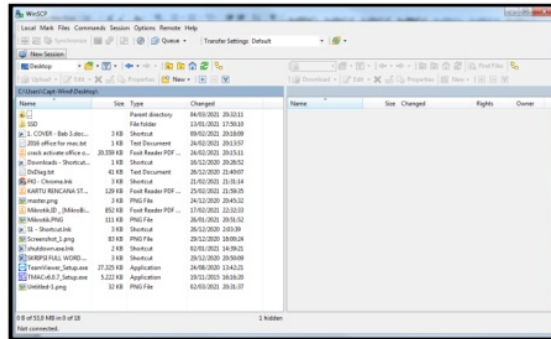 WinSCP
Local Mark Files Commands Session Options Remote Help
Synchronize Queue Transfer Settings Default
New Session
Desktop Find Files
Upload Edit Properties New Download Edit Properties New
C:\Users\Capt-Wind\Desktop\
Name Size Type Changed Name Size Changed Rights Owner
.. Parent directory 04/03/2021 20:32:11
SSD File folder 13/01/2021 17:50:10
1. COVER - Bab 3.doc... 3 KB Shortcut
2016 office for mac.txt 1 KB Text Document 24/02/2021 20:13:57
crack activate office o... 20,559 KB Foxit Reader PDF ... 24/02/2021 20:15:11
Downloads - Shortcut... 1 KB Shortcut 16/12/2020 20:26:52
DxDiag.txt 41 KB Text Document 26/12/2020 21:40:07
FKI - Chrome.lnk 3 KB Shortcut 21/02/2021 21:31:14
KARTU RENCANA ST... 129 KB Foxit Reader PDF ... 25/02/2021 21:59:35
master.png 3 KB PNG File 24/12/2020 20:45:32
Mikrotik.ID _ [MikroBi... 852 KB Foxit Reader PDF ... 17/02/2021 22:32:33
Mikrotik.PNG 111 KB PNG File 26/01/2021 20:51:52
S1 - Shortcut.lnk 3 KB Shortcut 26/12/2020 2:03:39
Screenshot_1.png 83 KB PNG File 29/12/2020 18:00:24
shutdown.exe.lnk 2 KB Shortcut 02/01/2021 14:39:21
SKRIPSI FULL WORD... 3 KB Shortcut 29/12/2020 20:50:09
TeamViewer_Setup.exe 27,325 KB Application 24/08/2020 13:42:21
TMACv6.0.7_Setup.exe 5,222 KB Application 19/11/2015 16:16:20
Untitled-1.png 32 KB PNG File 02/03/2021 20:31:37
0 B of 53,8 MB in 0 of 18 1 hidden
Not connected.